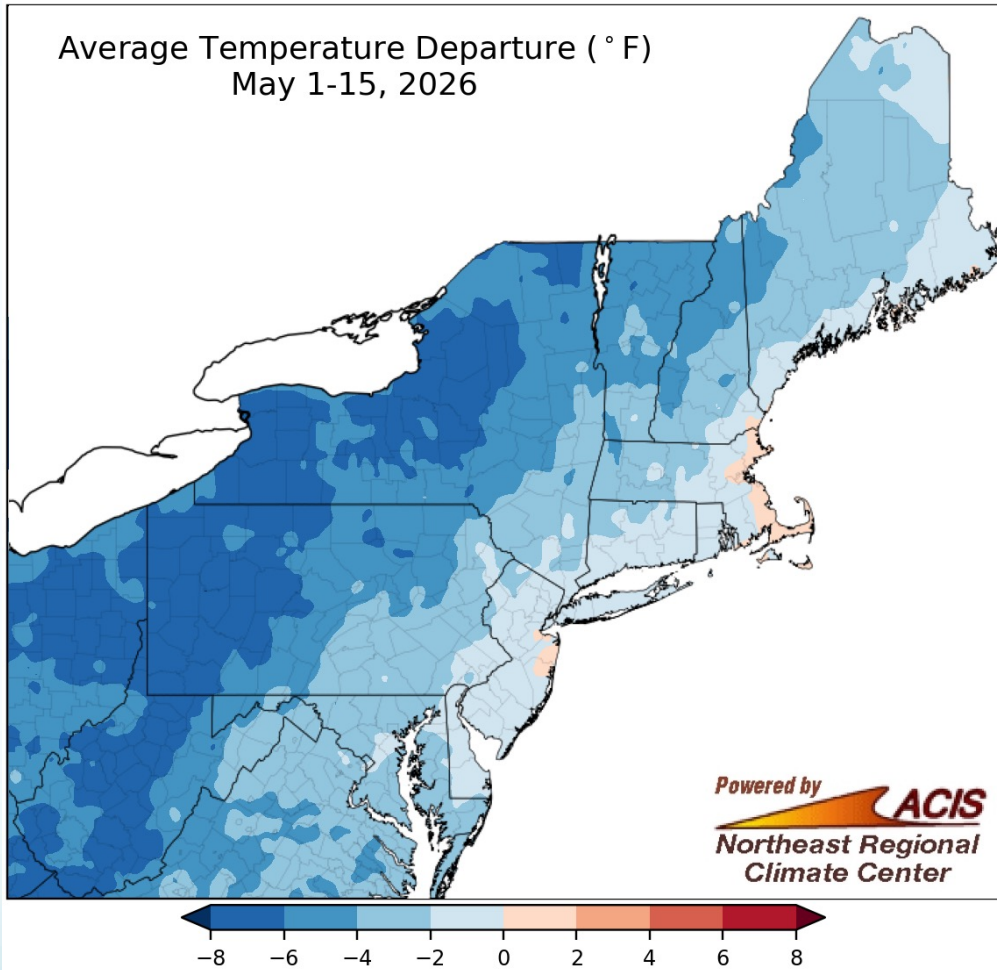 Average Temperature Departure (°F)
May 1-15, 2026
Powered by
ACIS
Northeast Regional
Climate Center
−8 −6 −4 −2 0 2 4 6 8